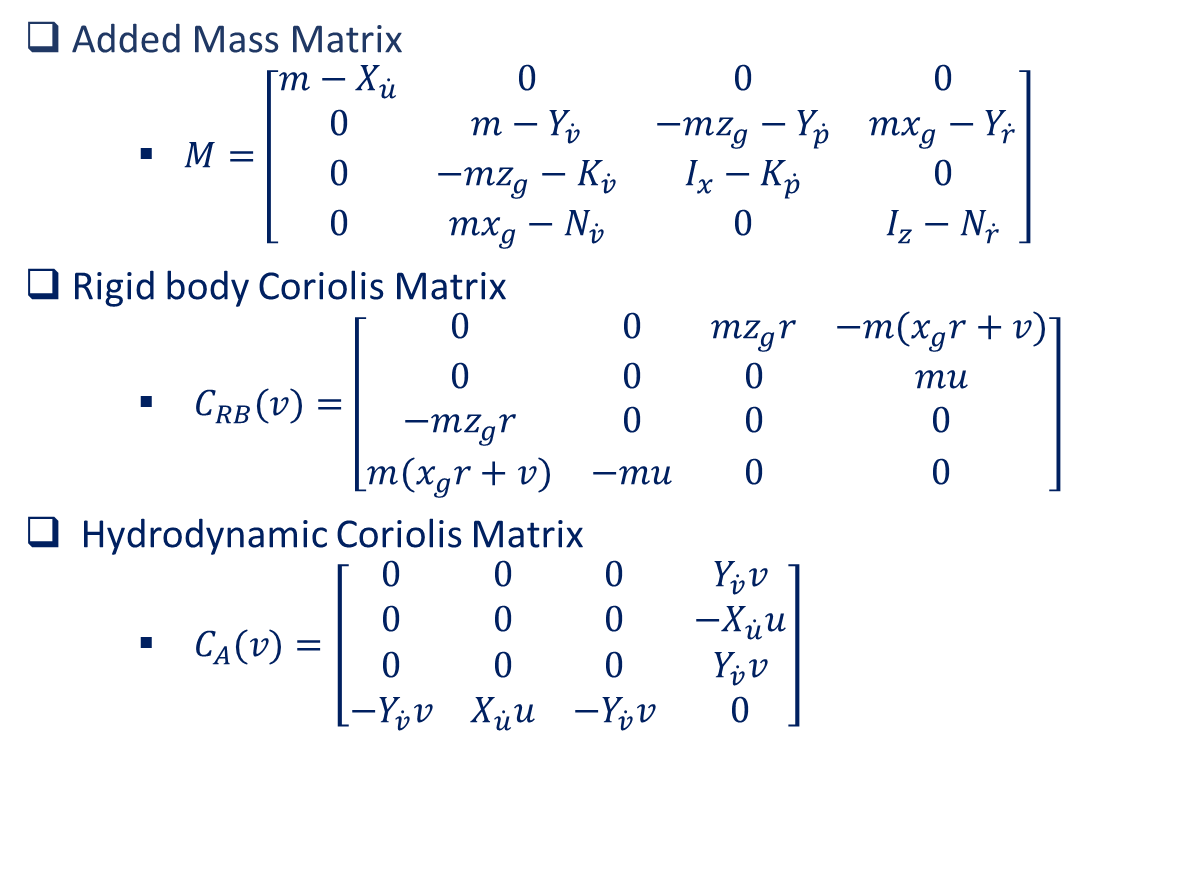 ❑ Added Mass Matrix
▪ M = [
m − X_u̇ 0 0 0
0 m − Y_v̇ −mz_g − Y_ṗ mx_g − Y_ṙ
0 −mz_g − K_v̇ I_x − K_ṗ 0
0 mx_g − N_v̇ 0 I_z − N_ṙ
]
❑ Rigid body Coriolis Matrix
▪ C_RB(v) = [
0 0 mz_g r −m(x_g r + v)
0 0 0 mu
−mz_g r 0 0 0
m(x_g r + v) −mu 0 0
]
❑ Hydrodynamic Coriolis Matrix
▪ C_A(v) = [
0 0 0 Y_v̇ v
0 0 0 −X_u̇ u
0 0 0 Y_v̇ v
−Y_v̇ v X_u̇ u −Y_v̇ v 0
]